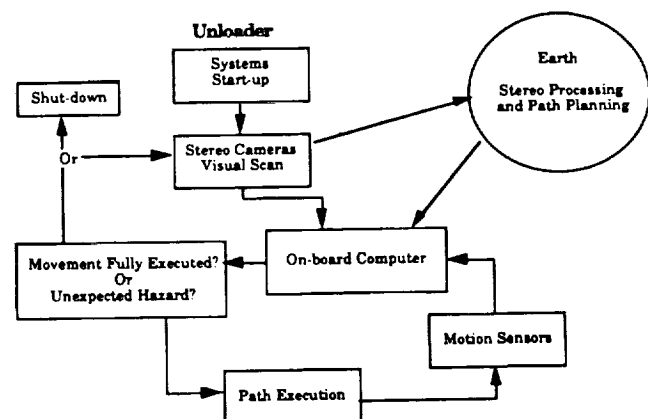 Unloader
Systems
Start-up
Earth
Stereo Processing
and Path Planning
Shut-down
Or
Stereo Cameras
Visual Scan
Movement Fully Executed?
Or
Unexpected Hazard?
On-board Computer
Motion Sensors
Path Execution